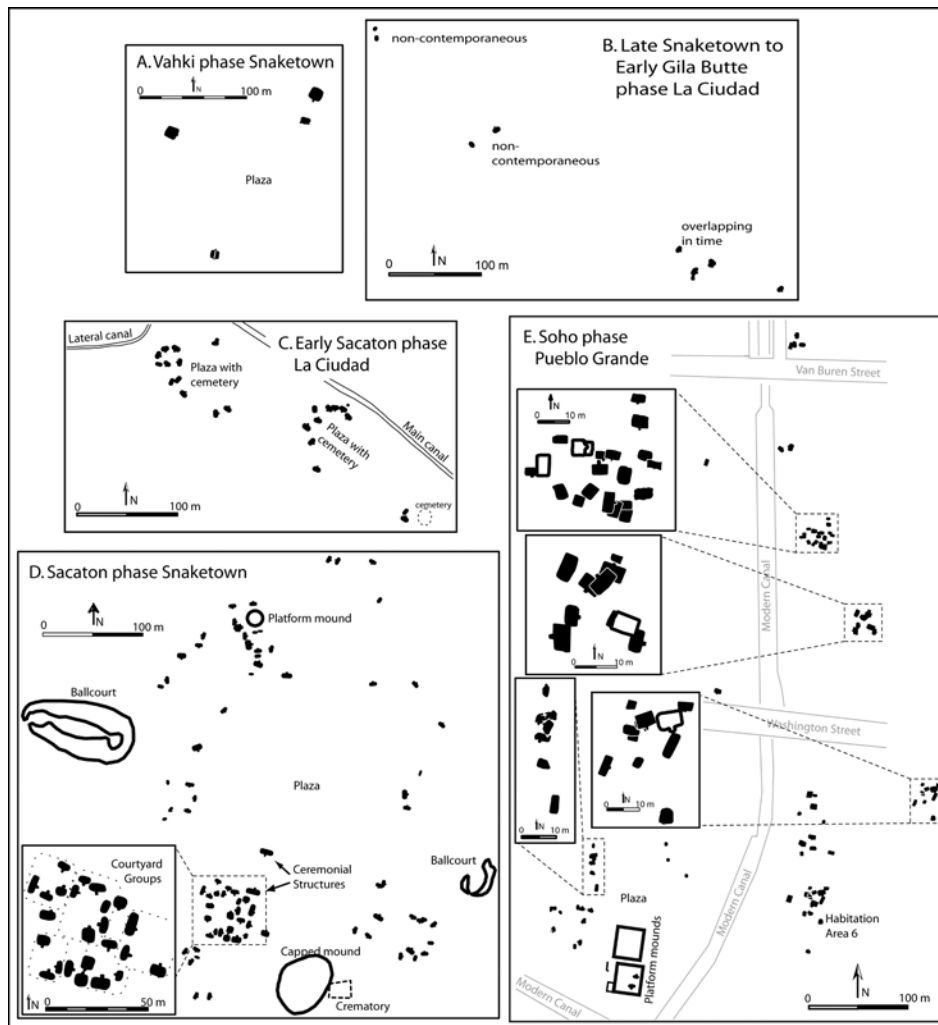 A. Vahki phase Snaketown
0
N
100 m
Plaza
B. Late Snaketown to
Early Gila Butte
phase La Ciudad
non-contemporaneous
non-
contemporaneous
overlapping
in time
0
N
100 m
Lateral canal
C. Early Sacaton phase
La Ciudad
Plaza with
cemetery
Plaza with
cemetery
Main canal
cemetery
0
N
100 m
D. Sacaton phase Snaketown
N
0
100 m
Platform mound
Ballcourt
Plaza
Ceremonial
Structures
Ballcourt
Courtyard
Groups
N
0
50 m
Capped mound
Crematory
E. Soho phase
Pueblo Grande
Van Buren Street
N
0
10 m
Modern Canal
N
0
10 m
Washington Street
N
0
10 m
N
0
10 m
Plaza
Platform mounds
Modern Canal
Modern Canal
Habitation
Area 6
N
0
100 m